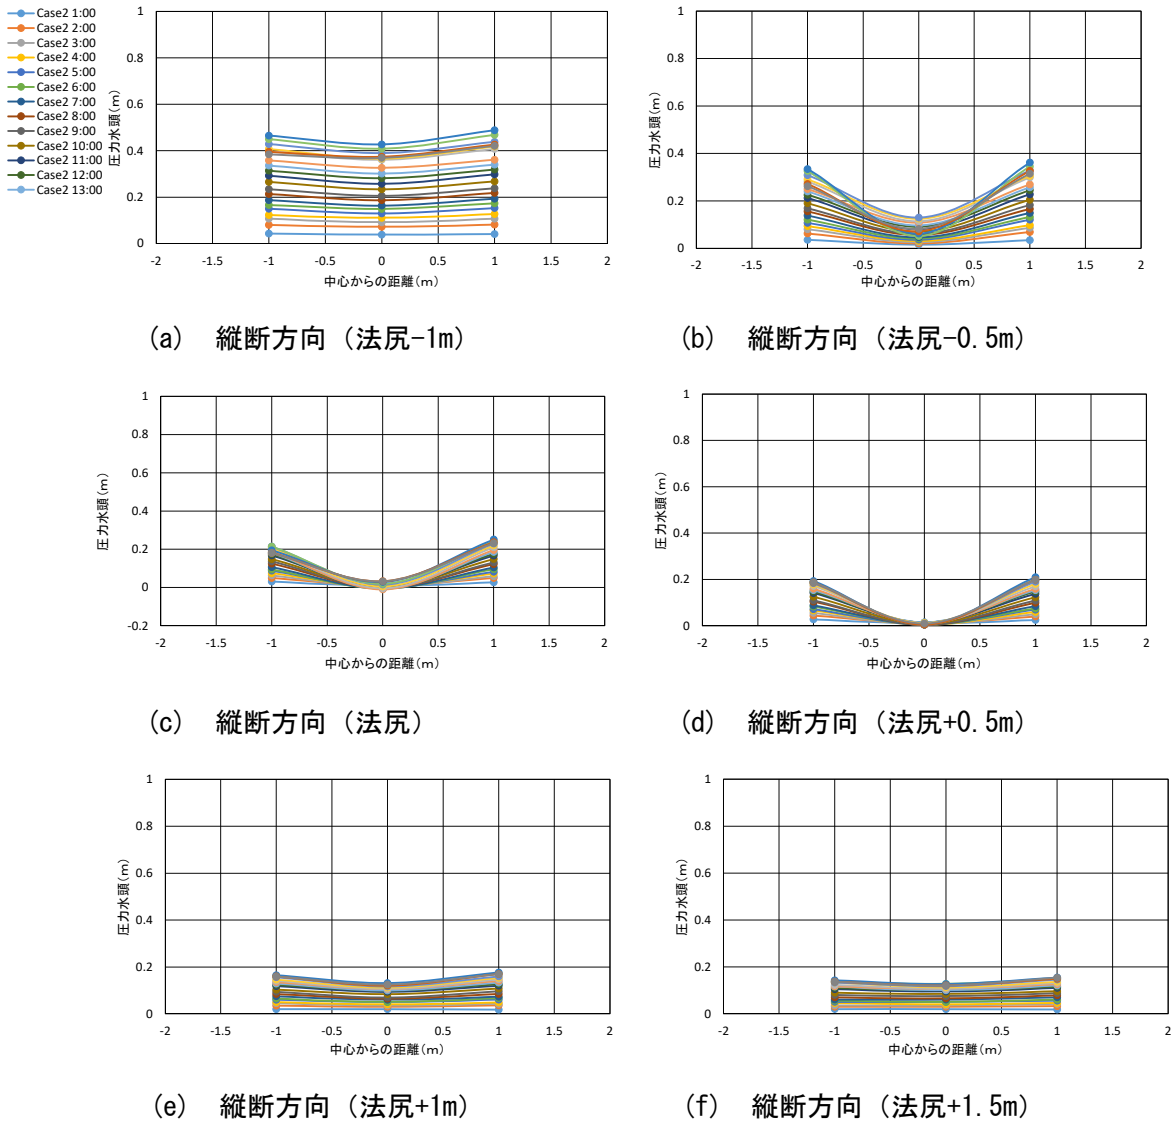 Case2 1:00
Case2 2:00
Case2 3:00
Case2 4:00
Case2 5:00
Case2 6:00
Case2 7:00
Case2 8:00
Case2 9:00
Case2 10:00
Case2 11:00
Case2 12:00
Case2 13:00
1
0.8
0.6
0.4
0.2
0
圧力水頭(m)
-2 -1.5 -1 -0.5 0 0.5 1 1.5 2
中心からの距離(m)
(a) 縦断方向（法尻-1m）
1
0.8
0.6
0.4
0.2
0
圧力水頭(m)
-2 -1.5 -1 -0.5 0 0.5 1 1.5 2
中心からの距離(m)
(b) 縦断方向（法尻-0.5m）
1
0.8
0.6
0.4
0.2
0
-0.2
圧力水頭(m)
-2 -1.5 -1 -0.5 0 0.5 1 1.5 2
中心からの距離(m)
(c) 縦断方向（法尻）
1
0.8
0.6
0.4
0.2
0
圧力水頭(m)
-2 -1.5 -1 -0.5 0 0.5 1 1.5 2
中心からの距離(m)
(d) 縦断方向（法尻+0.5m）
1
0.8
0.6
0.4
0.2
0
圧力水頭(m)
-2 -1.5 -1 -0.5 0 0.5 1 1.5 2
中心からの距離(m)
(e) 縦断方向（法尻+1m）
1
0.8
0.6
0.4
0.2
0
圧力水頭(m)
-2 -1.5 -1 -0.5 0 0.5 1 1.5 2
中心からの距離(m)
(f) 縦断方向（法尻+1.5m）